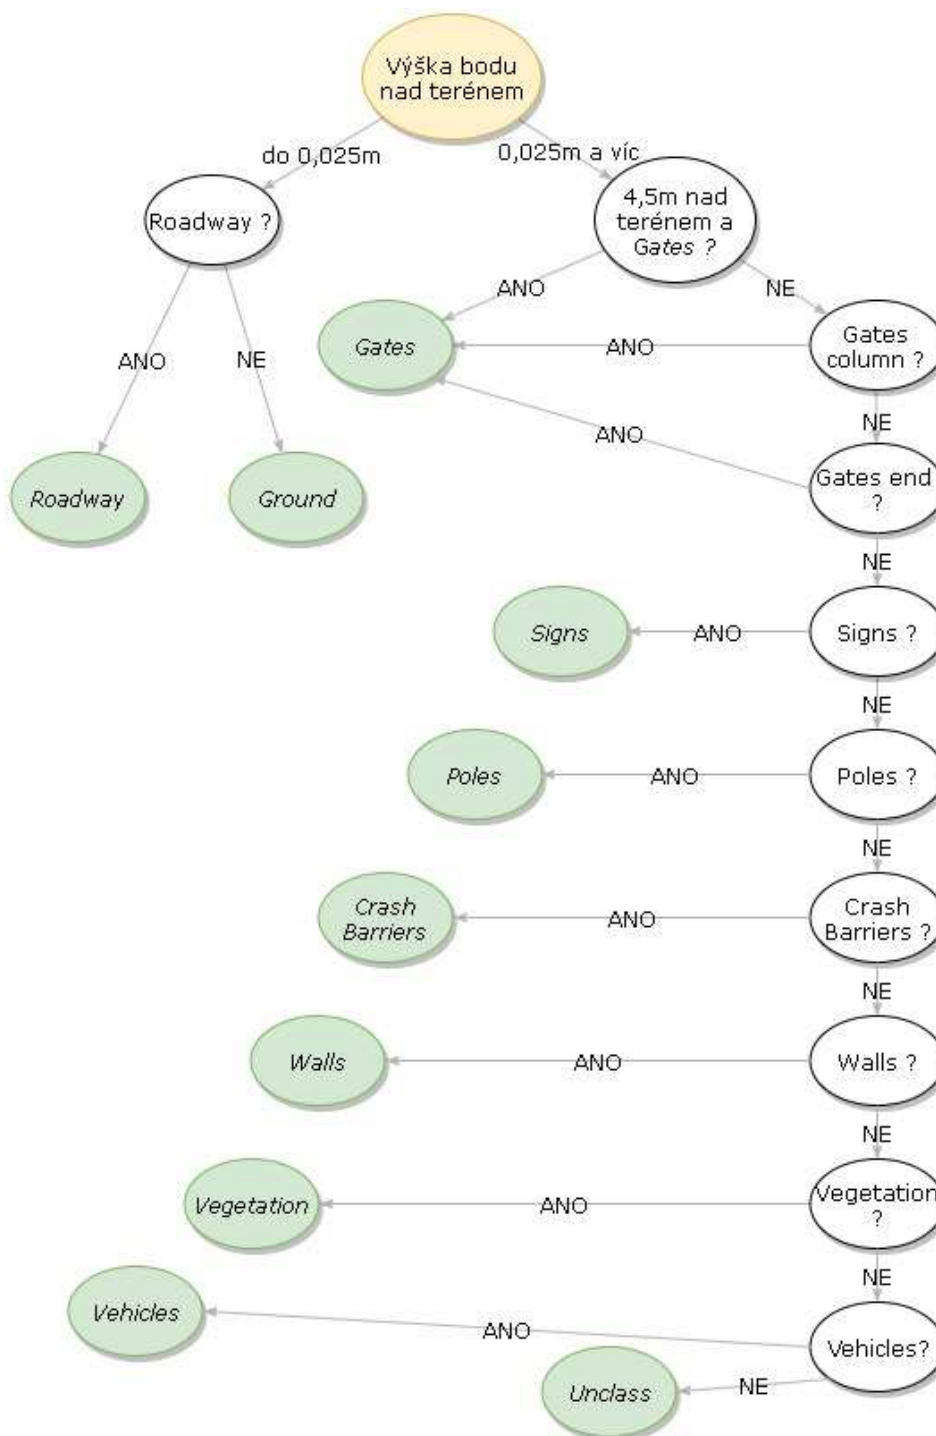 Výška bodu
nad terénem
do 0,025m
0,025m a víc
Roadway ?
4,5m nad
terénem a
Gates ?
ANO
NE
Gates
ANO
Gates
column ?
ANO
NE
NE
ANO
Roadway
Ground
Gates end
?
NE
Signs
ANO
Signs ?
NE
Poles
ANO
Poles ?
NE
Crash
Barriers
ANO
Crash
Barriers ?
NE
Walls
ANO
Walls ?
NE
Vegetation
ANO
Vegetation
?
NE
Vehicles
ANO
Vehicles?
Unclass
NE